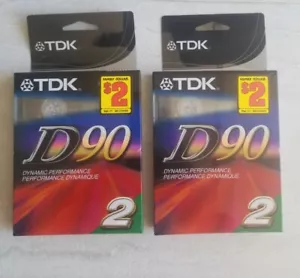 TDK
$2
D90
DYNAMIC PERFORMANCE
PERFORMANCE DYNAMIQUE
2
TDK
$2
D90
DYNAMIC PERFORMANCE
PERFORMANCE DYNAMIQUE
2